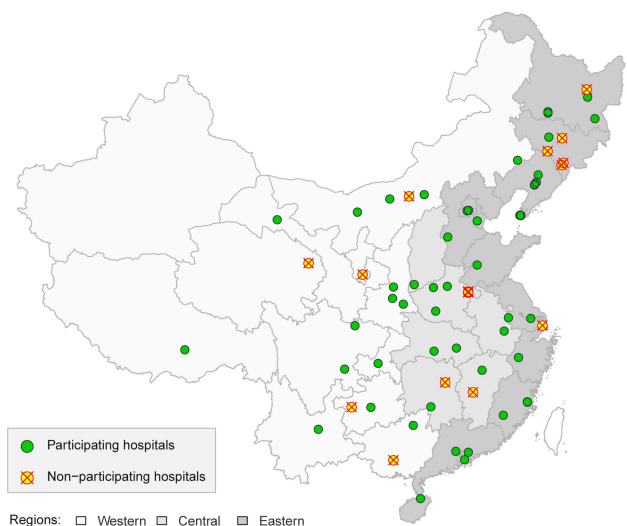 Participating hospitals
Non−participating hospitals
Regions: Western Central Eastern